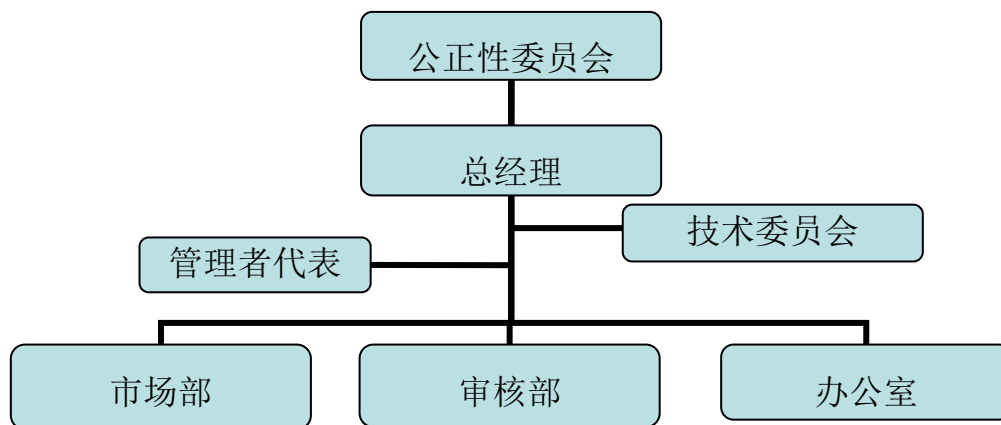 公正性委员会
总经理
技术委员会
管理者代表
市场部
审核部
办公室